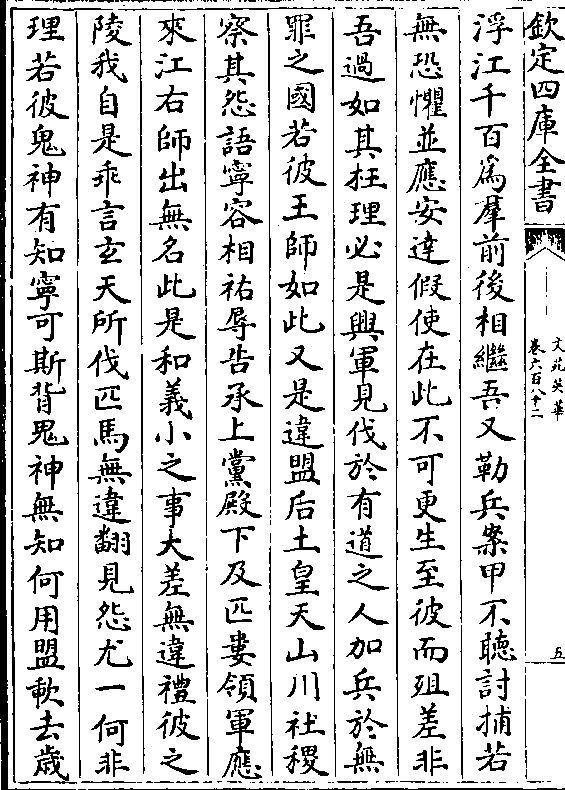 欽定四庫全書
文苑英華
卷六百八十二
五
浮江千百爲羣前後相繼吾又勒兵案甲不聽討捕若
無恐懼並應安達假使在此不可更生至彼而殂差非
吾過如其枉理必是興軍見伐於有道之人加兵於無
罪之國若彼王師如此又是違盟后土皇天山川社稷
察其怨語寧容相祐辱告承上黨殿下及匹婁領軍應
來江右師出無名此是和義小之事大差無違禮彼之
陵我自是乖言玄天所伐匹馬無違翻見怨尤一何非
理若彼鬼神有知寧可斯背鬼神無知何用盟軟去歲